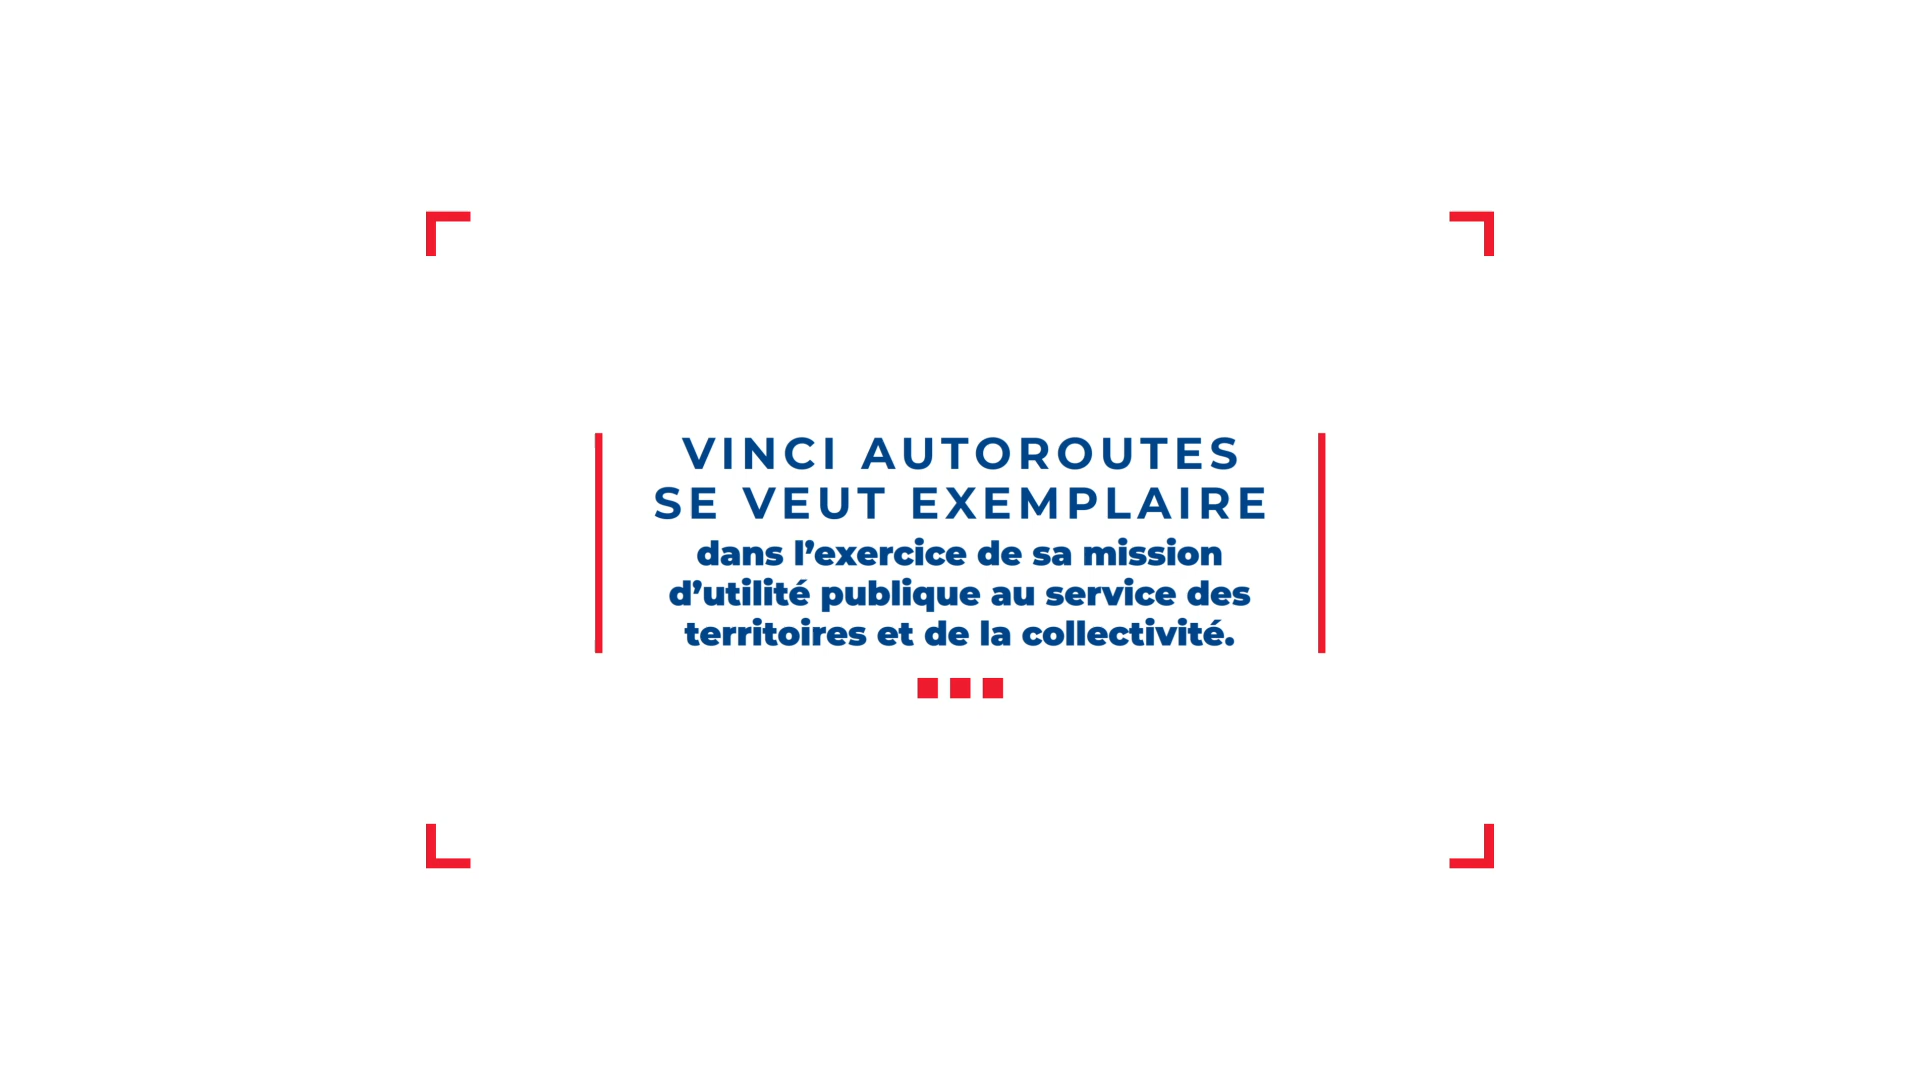 VINCI AUTOROUTES
SE VEUT EXEMPLAIRE
dans l’exercice de sa mission
d’utilité publique au service des
territoires et de la collectivité.